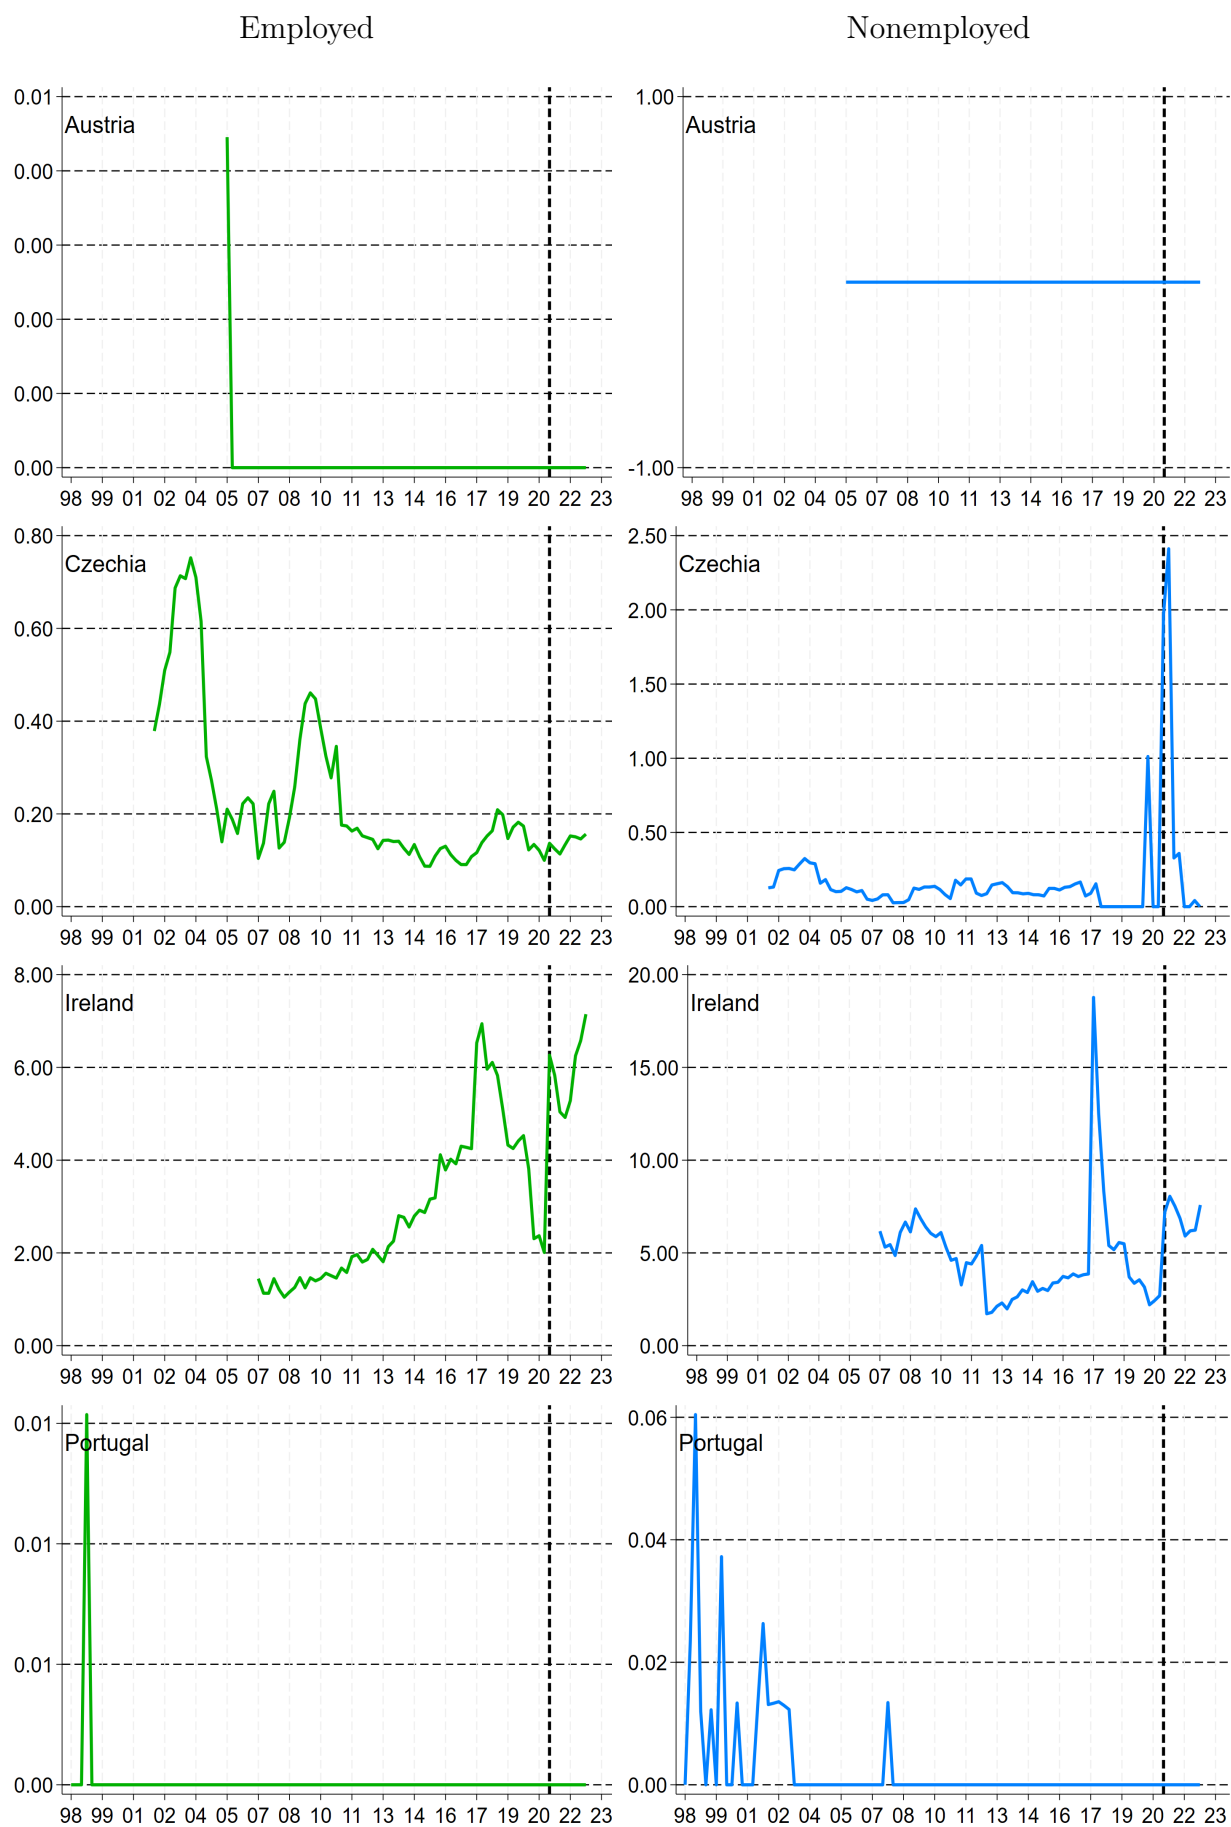 Employed Nonemployed
0.01 1.00
Austria Austria
0.00
0.00
0.00
0.00
0.00 -1.00
98 99 01 02 04 05 07 08 10 11 13 14 16 17 19 20 22 23 98 99 01 02 04 05 07 08 10 11 13 14 16 17 19 20 22 23
0.80 2.50
Czechia Czechia
0.60 2.00
1.50
0.40 1.00
0.20 0.50
0.00 0.00
98 99 01 02 04 05 07 08 10 11 13 14 16 17 19 20 22 23 98 99 01 02 04 05 07 08 10 11 13 14 16 17 19 20 22 23
8.00 20.00
Ireland Ireland
6.00 15.00
4.00 10.00
2.00 5.00
0.00 0.00
98 99 01 02 04 05 07 08 10 11 13 14 16 17 19 20 22 23 98 99 01 02 04 05 07 08 10 11 13 14 16 17 19 20 22 23
0.01 0.06
Portugal Portugal
0.01 0.04
0.01 0.02
0.00 0.00
98 99 01 02 04 05 07 08 10 11 13 14 16 17 19 20 22 23 98 99 01 02 04 05 07 08 10 11 13 14 16 17 19 20 22 23